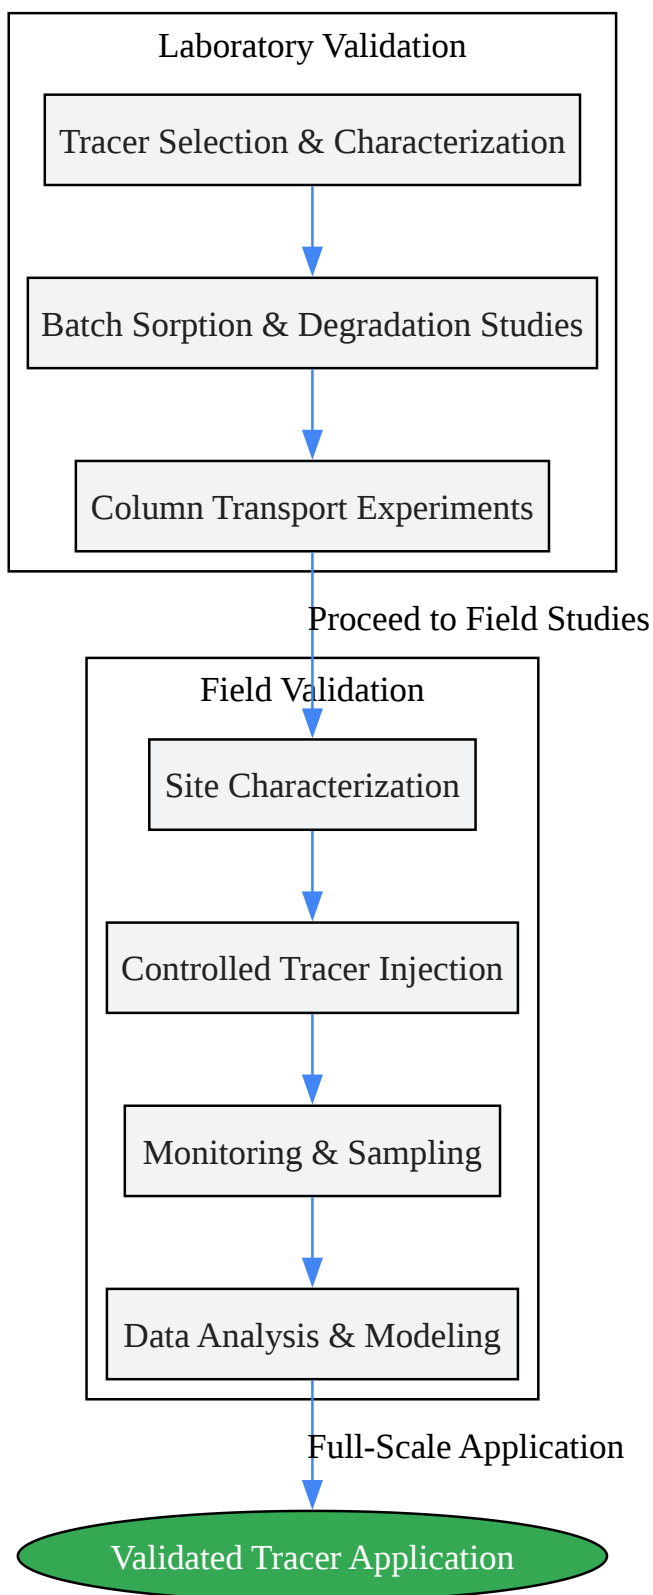 Laboratory Validation
Tracer Selection & Characterization
Batch Sorption & Degradation Studies
Column Transport Experiments
Proceed to Field Studies
Field Validation
Site Characterization
Controlled Tracer Injection
Monitoring & Sampling
Data Analysis & Modeling
Full-Scale Application
Validated Tracer Application